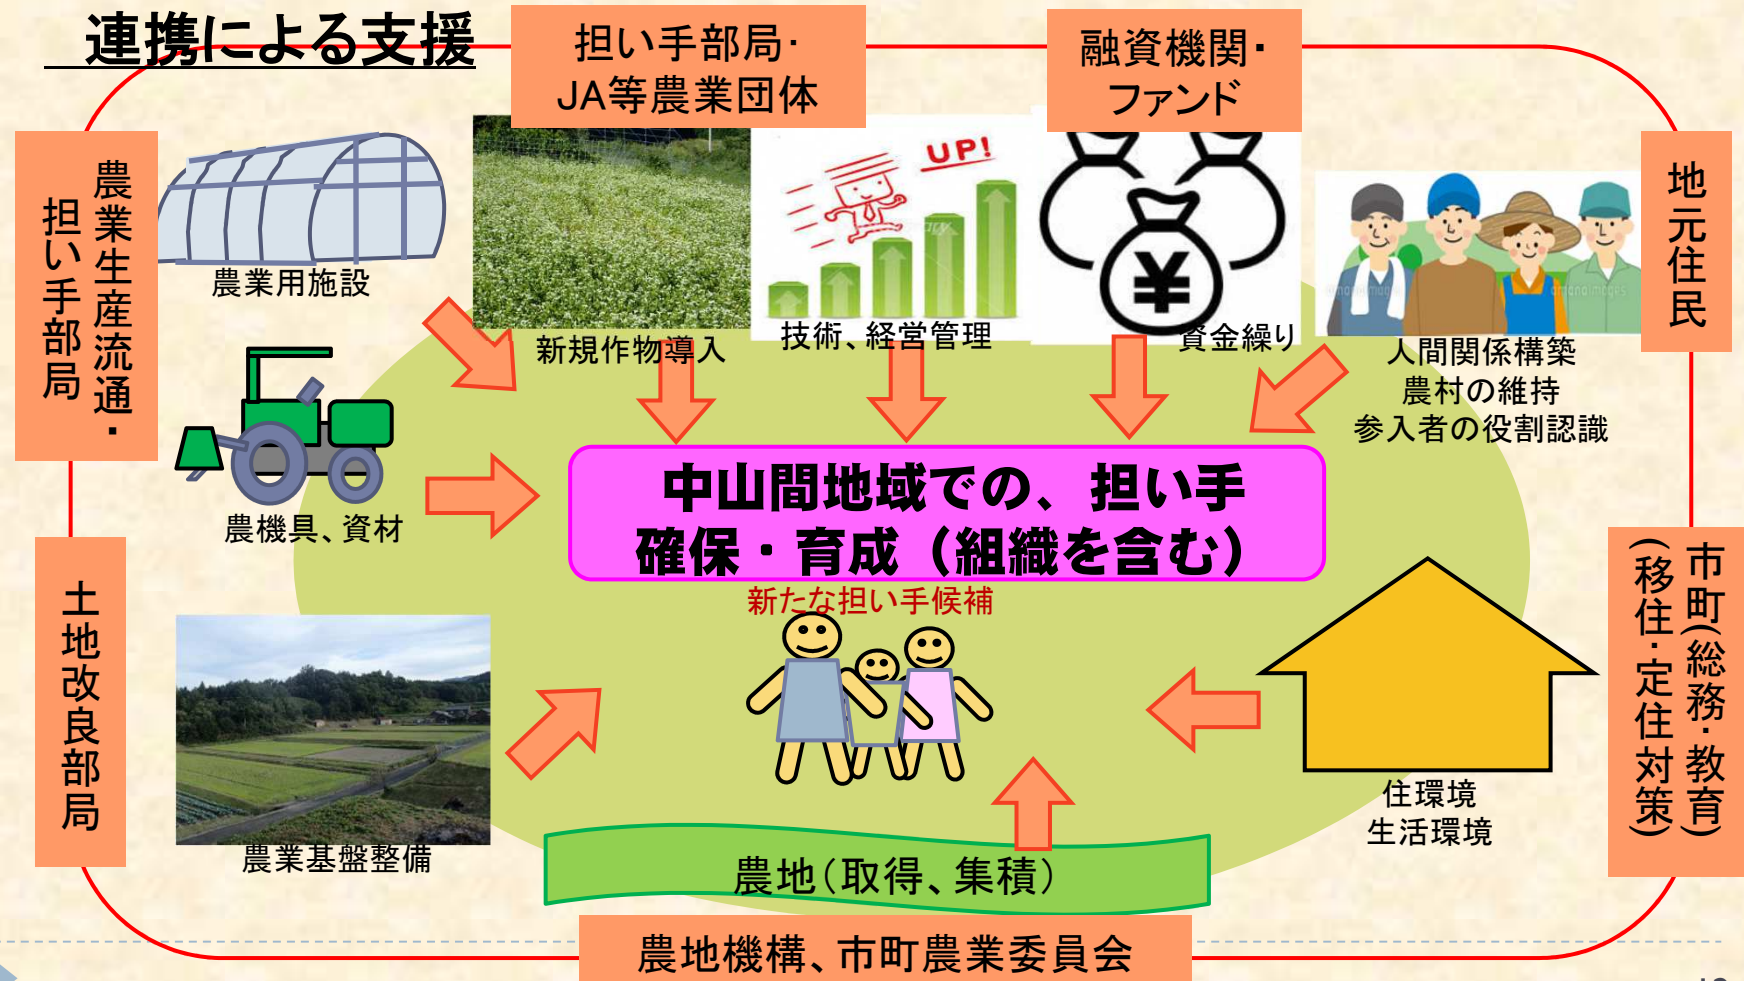 連携による支援
担い手部局・
JA等農業団体
融資機関・
ファンド
農業生産流通・
担い手部局
地元住民
UP!
農業用施設
新規作物導入
技術、経営管理
¥
資金繰り
人間関係構築
農村の維持
参入者の役割認識
農機具、資材
中山間地域での、担い手
確保・育成（組織を含む）
新たな担い手候補
土地改良部局
市町(総務・教育)
(移住・定住対策)
農業基盤整備
住環境
生活環境
農地（取得、集積）
農地機構、市町農業委員会